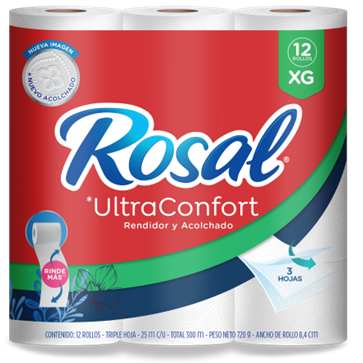 NUEVA IMAGEN
+ NUEVO ACOLCHADO
12
ROLLOS
XG
Rosal®
*UltraConfort
Rendidor y Acolchado
RINDE
MÁS
3
HOJAS
CONTENIDO: 12 ROLLOS - TRIPLE HOJA - 25 m C/U - TOTAL 300 m - PESO NETO 720 g - ANCHO DE ROLLO 8,4 cm